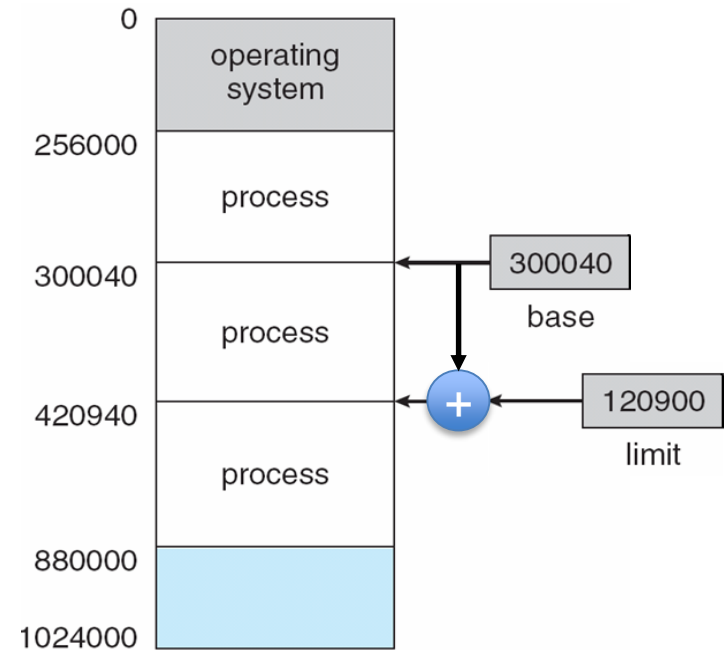 0
operating
system
256000
process
300040
300040
base
process
+
120900
420940
limit
process
880000
1024000